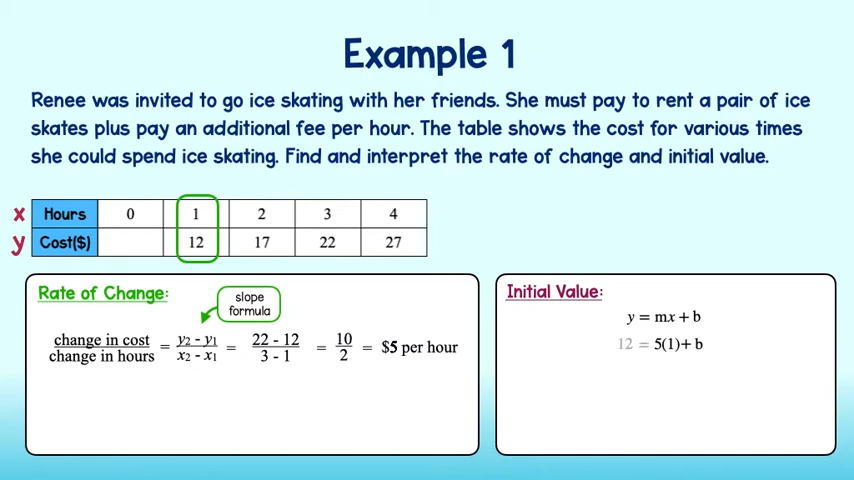 Example 1
Renee was invited to go ice skating with her friends. She must pay to rent a pair of ice
skates plus pay an additional fee per hour. The table shows the cost for various times
she could spend ice skating. Find and interpret the rate of change and initial value.
x Hours 0 1 2 3 4
y Cost($) 12 17 22 27
Rate of Change:
slope
formula
change in cost / change in hours = y₂ - y₁ / x₂ - x₁ = 22 - 12 / 3 - 1 = 10 / 2 = $5 per hour
Initial Value:
y = mx + b
12 = 5(1)+ b